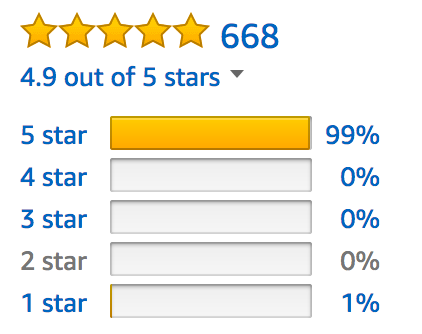 668
4.9 out of 5 stars
5 star 99%
4 star 0%
3 star 0%
2 star 0%
1 star 1%